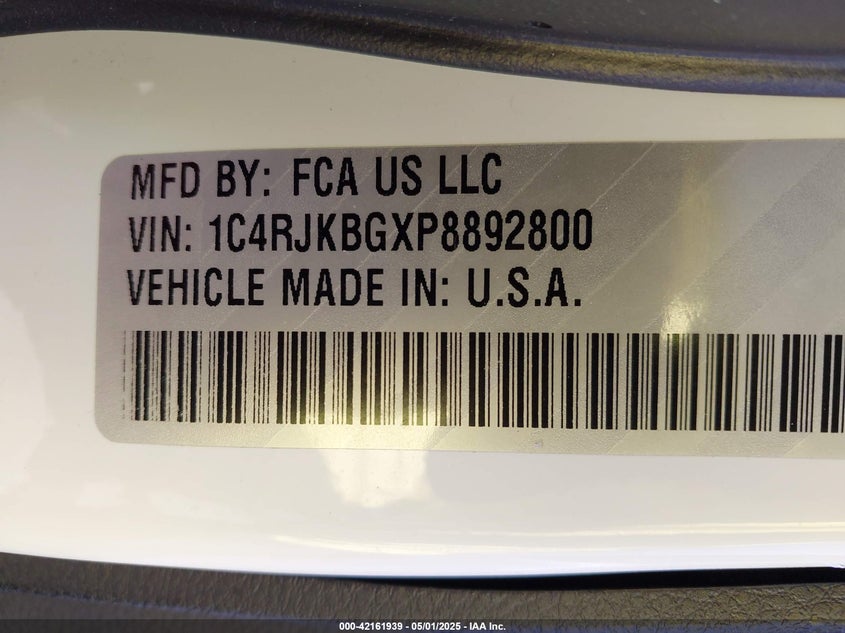 MFD BY: FCA US LLC
VIN: 1C4RJKBGXP8892800
VEHICLE MADE IN: U.S.A.
000-42161939 - 05/01/2025 - IAA Inc.